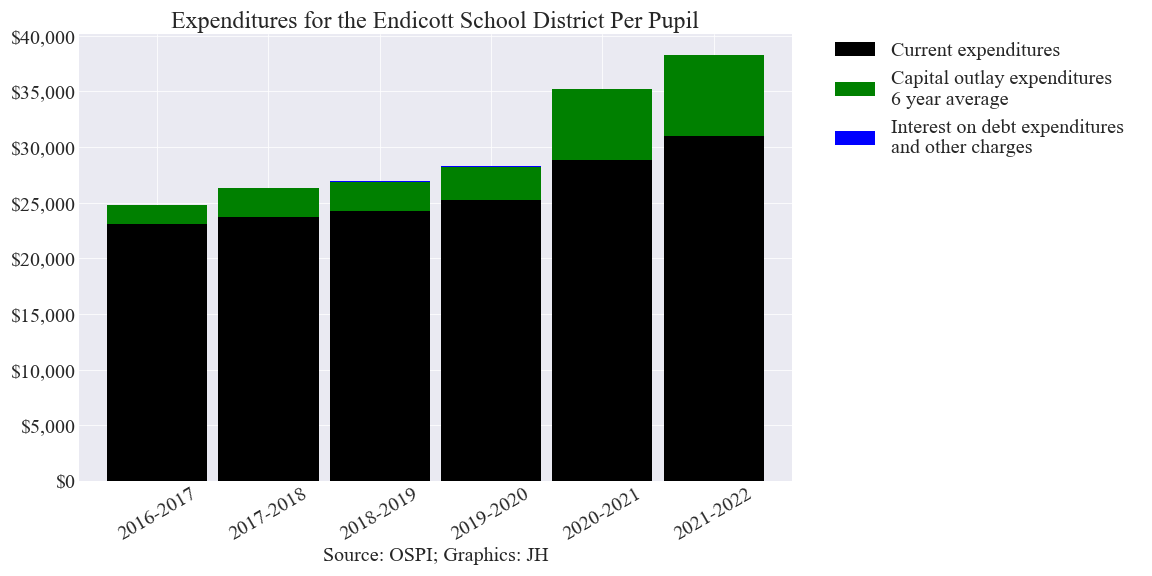 Expenditures for the Endicott School District Per Pupil
$40,000
$35,000
$30,000
$25,000
$20,000
$15,000
$10,000
$5,000
$0
2016-2017
2017-2018
2018-2019
2019-2020
2020-2021
2021-2022
Source: OSPI; Graphics: JH
Current expenditures
Capital outlay expenditures
6 year average
Interest on debt expenditures
and other charges